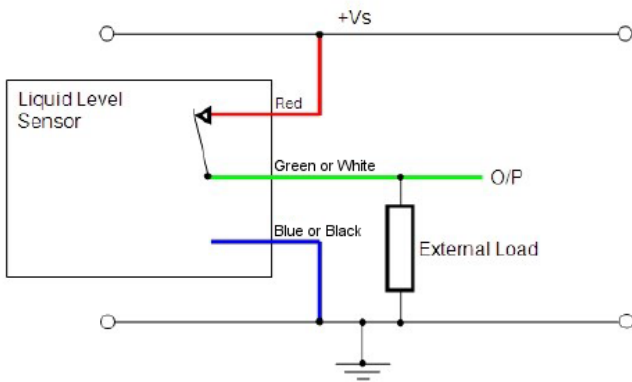 +Vs
Liquid Level
Sensor
Red
Green or White
O/P
Blue or Black
External Load